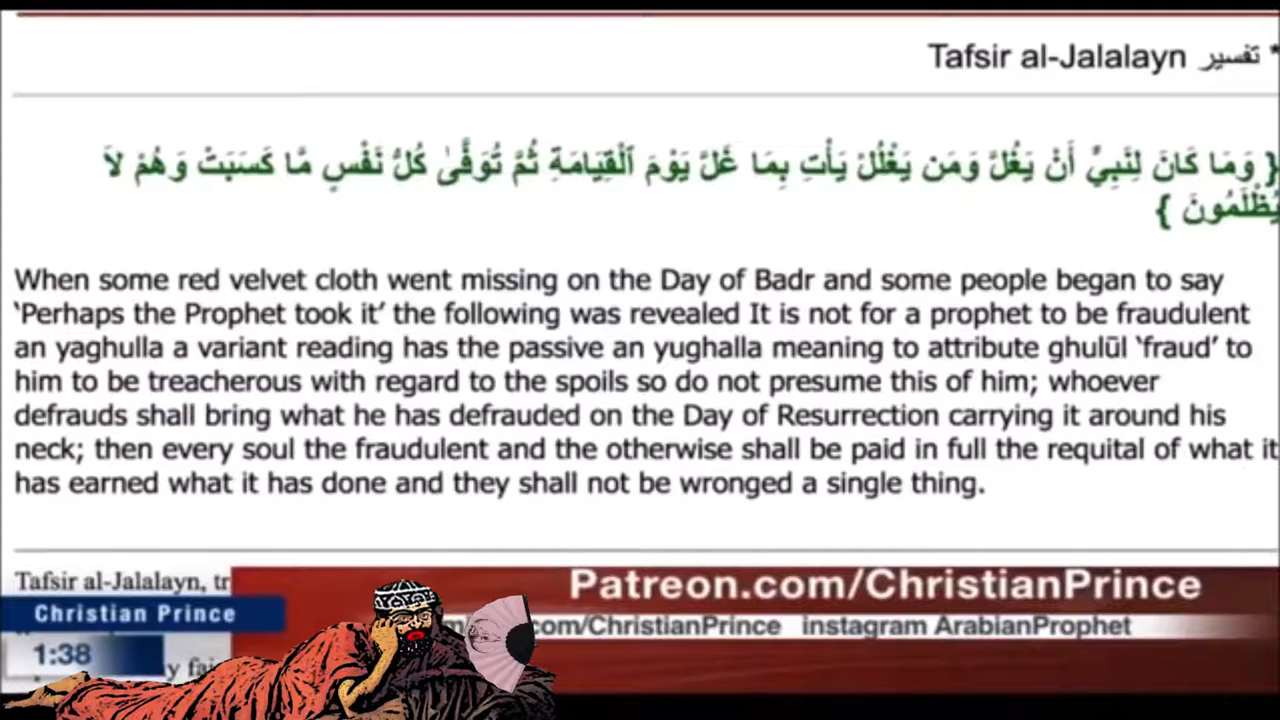 * تفسير Tafsir al-Jalalayn
{ وَمَا كَانَ لِنَبِيٍّ أَنْ يَغُلَّ وَمَن يَغْلُلْ يَأْتِ بِمَا غَلَّ يَوْمَ ٱلْقِيَامَةِ ثُمَّ تُوَفَّىٰ كُلُّ نَفْسٍ مَّا كَسَبَتْ وَهُمْ لاَ
يُظْلَمُونَ }
When some red velvet cloth went missing on the Day of Badr and some people began to say
‘Perhaps the Prophet took it’ the following was revealed It is not for a prophet to be fraudulent
an yaghulla a variant reading has the passive an yughalla meaning to attribute ghulūl ‘fraud’ to
him to be treacherous with regard to the spoils so do not presume this of him; whoever
defrauds shall bring what he has defrauded on the Day of Resurrection carrying it around his
neck; then every soul the fraudulent and the otherwise shall be paid in full the requital of what it
has earned what it has done and they shall not be wronged a single thing.
Tafsir al-Jalalayn, tr
Patreon.com/ChristianPrince
Christian Prince
com/ChristianPrince instagram ArabianProphet
1:38